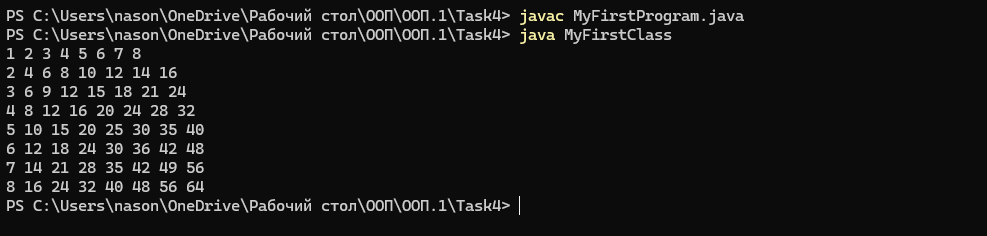 PS C:\Users\nason\OneDrive\Рабочий стол\ООП\ООП.1\Task4> javac MyFirstProgram.java
PS C:\Users\nason\OneDrive\Рабочий стол\ООП\ООП.1\Task4> java MyFirstClass
1 2 3 4 5 6 7 8
2 4 6 8 10 12 14 16
3 6 9 12 15 18 21 24
4 8 12 16 20 24 28 32
5 10 15 20 25 30 35 40
6 12 18 24 30 36 42 48
7 14 21 28 35 42 49 56
8 16 24 32 40 48 56 64
PS C:\Users\nason\OneDrive\Рабочий стол\ООП\ООП.1\Task4>